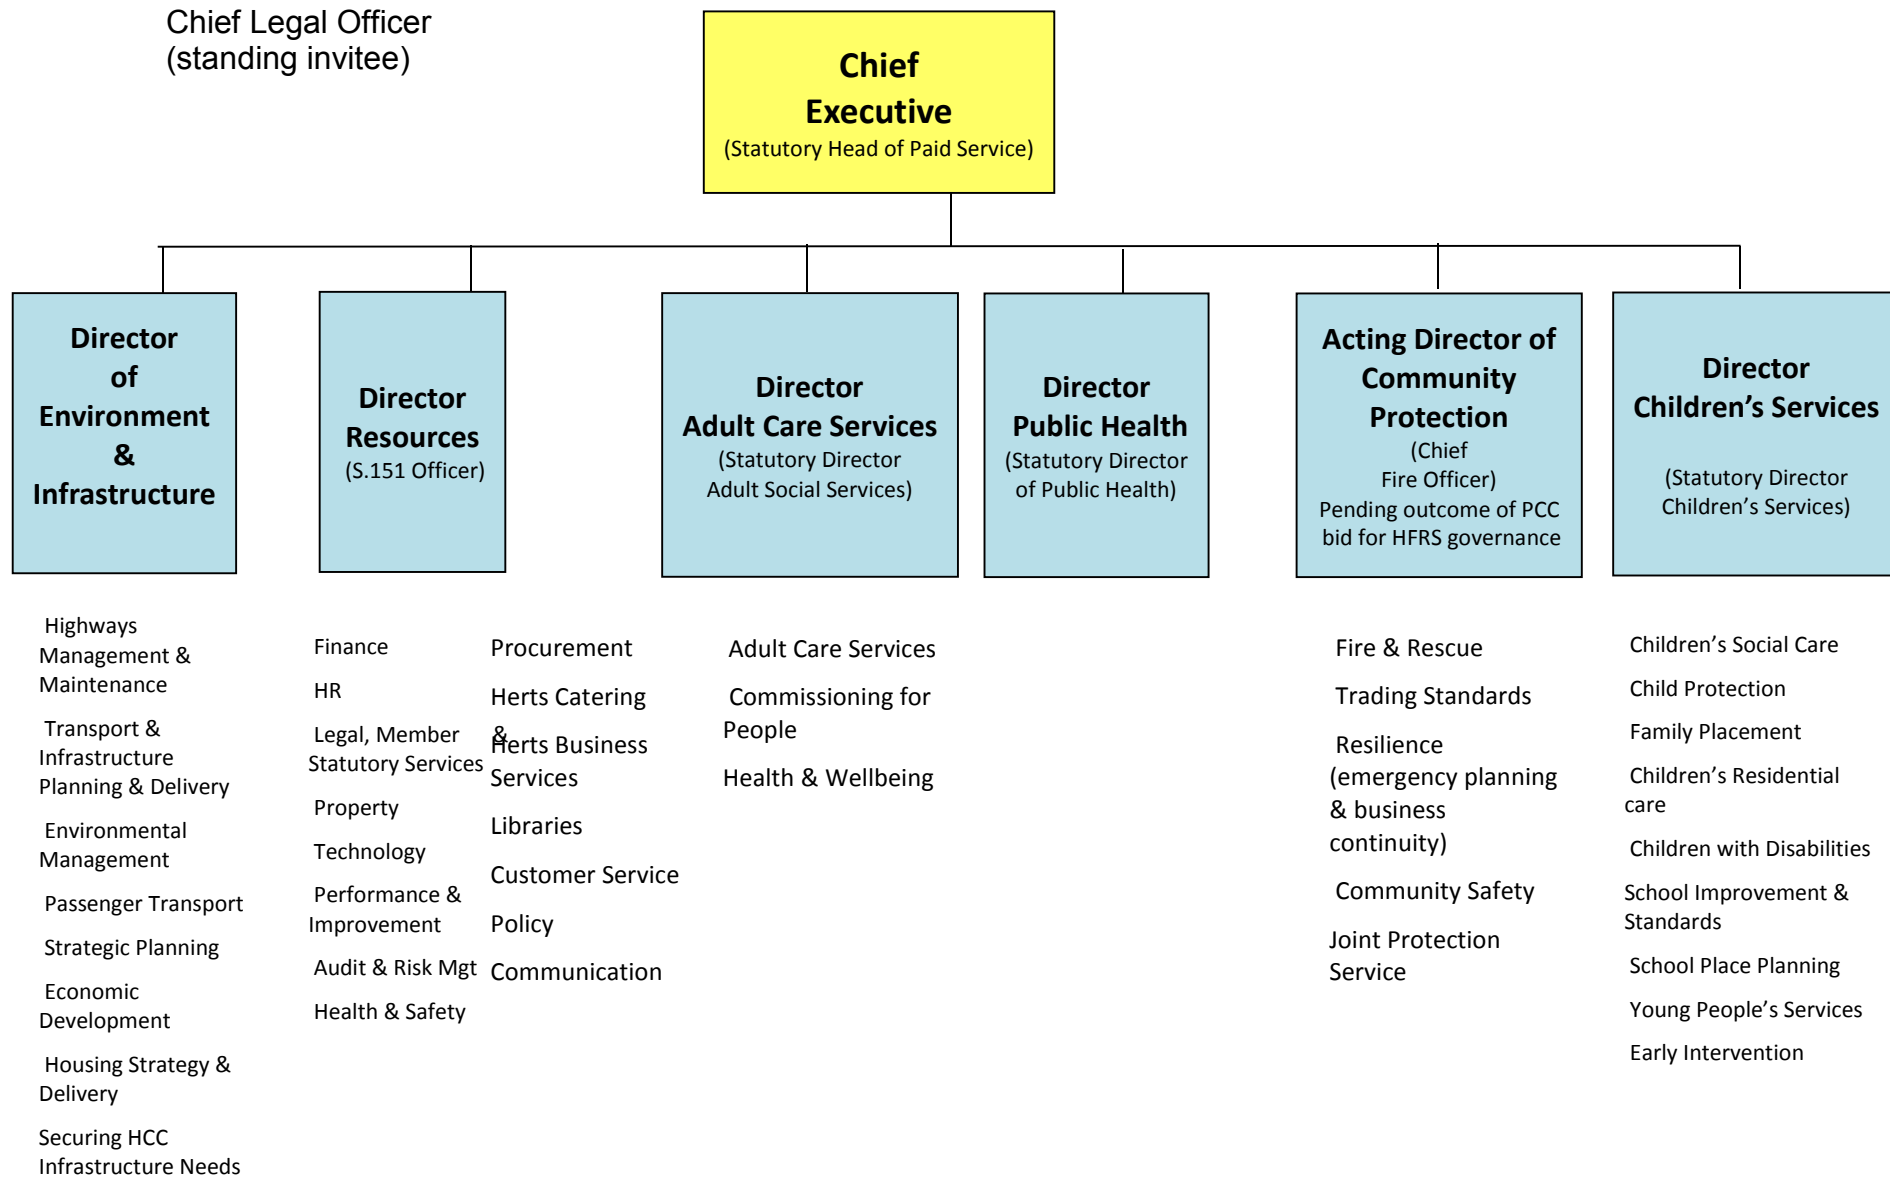 Chief Legal Officer
(standing invitee)
Chief
Executive
(Statutory Head of Paid Service)
Director
of
Environment
&
Infrastructure
Director
Resources
(S.151 Officer)
Director
Adult Care Services
(Statutory Director
Adult Social Services)
Director
Public Health
(Statutory Director
of Public Health)
Acting Director of
Community
Protection
(Chief
Fire Officer)
Pending outcome of PCC
bid for HFRS governance
Director
Children’s Services
(Statutory Director
Children’s Services)
Highways
Management &
Maintenance
Transport &
Infrastructure
Planning & Delivery
Environmental
Management
Passenger Transport
Strategic Planning
Economic
Development
Housing Strategy &
Delivery
Securing HCC
Infrastructure Needs
Finance
HR
Legal, Member &
Statutory Services
Property
Technology
Performance &
Improvement
Audit & Risk Mgt
Health & Safety
Procurement
Herts Catering
Herts Business
Services
Libraries
Customer Service
Policy
Communication
Adult Care Services
Commissioning for
People
Health & Wellbeing
Fire & Rescue
Trading Standards
Resilience
(emergency planning
& business
continuity)
Community Safety
Joint Protection
Service
Children’s Social Care
Child Protection
Family Placement
Children’s Residential
care
Children with Disabilities
School Improvement &
Standards
School Place Planning
Young People’s Services
Early Intervention